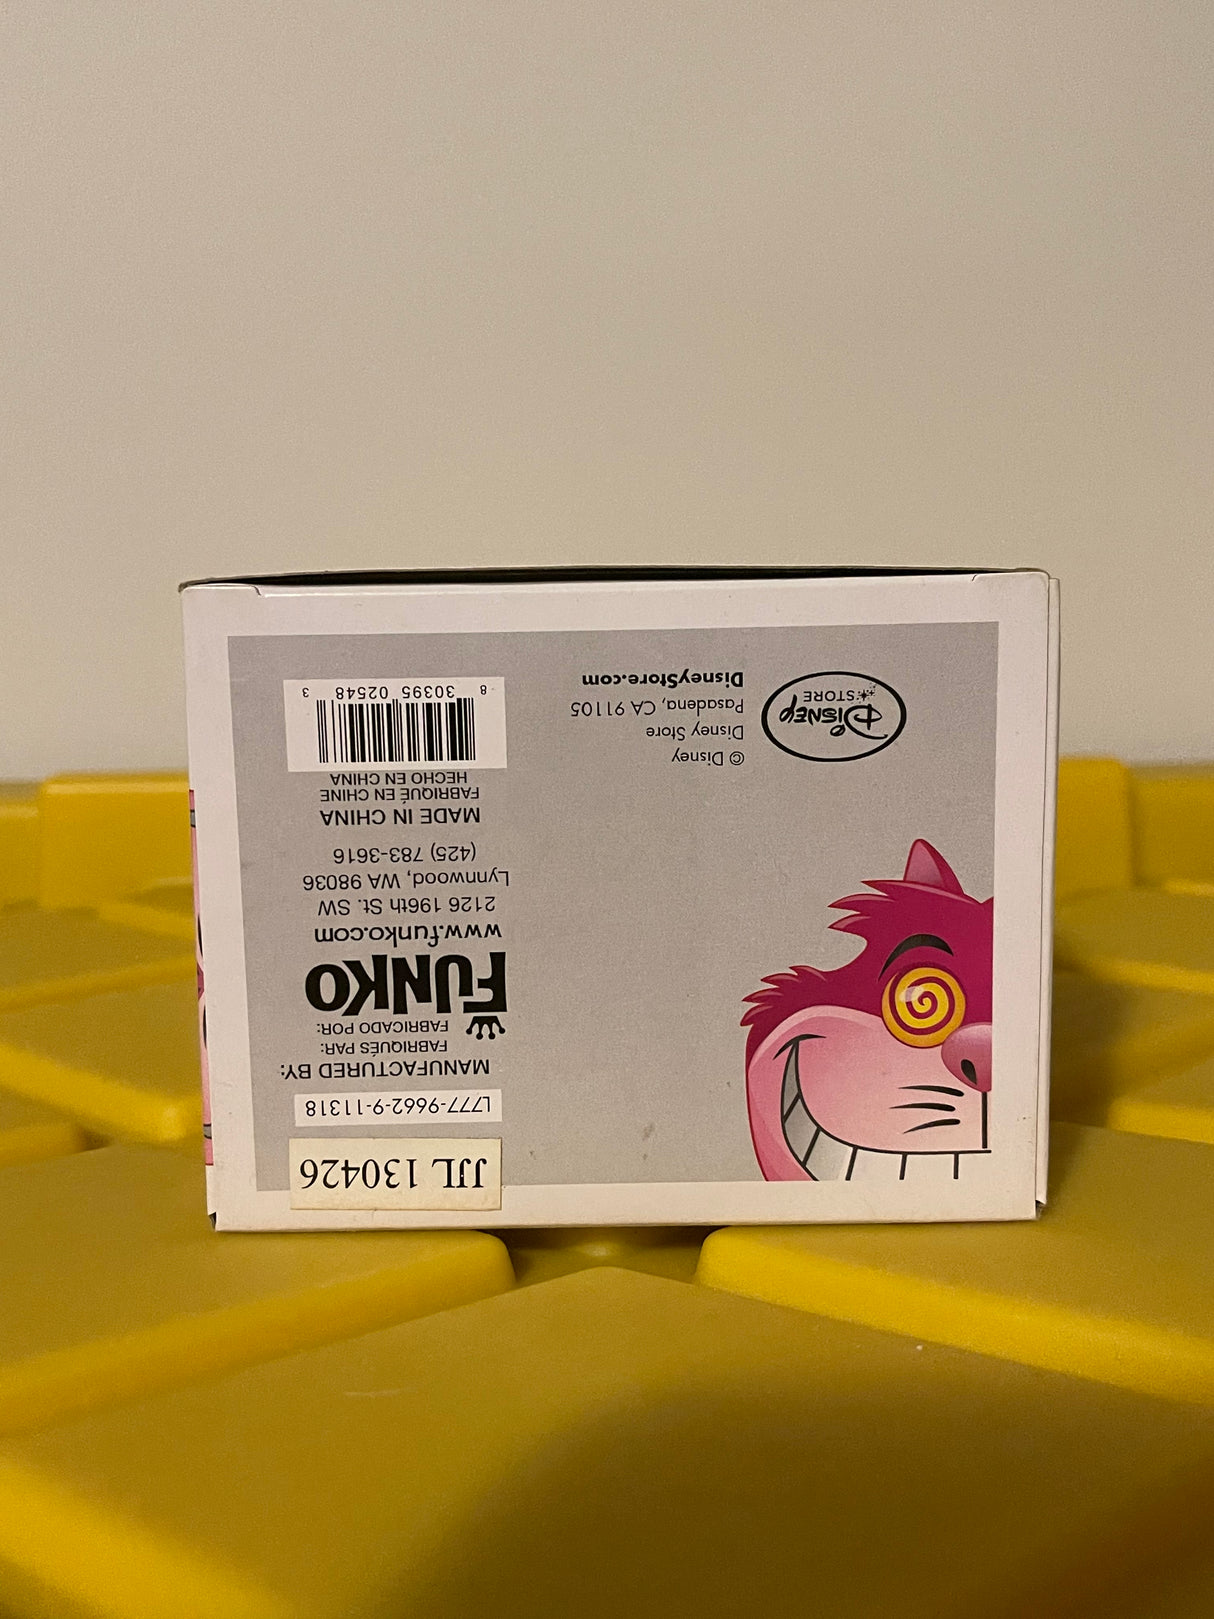 JJL 130426
L777-9662-9-11318
MANUFACTURED BY:
FABRIQUÉS PAR:
FABRICADO POR:
FUNKO
www.funko.com
2126 196th St. SW
Lynnwood, WA 98036
(425) 783-3616
MADE IN CHINA
FABRIQUÉ EN CHINE
HECHO EN CHINA
8 30395 02548 3
© Disney
Disney Store
Pasadena, CA 91105
DisneyStore.com
DISNEY
STORE